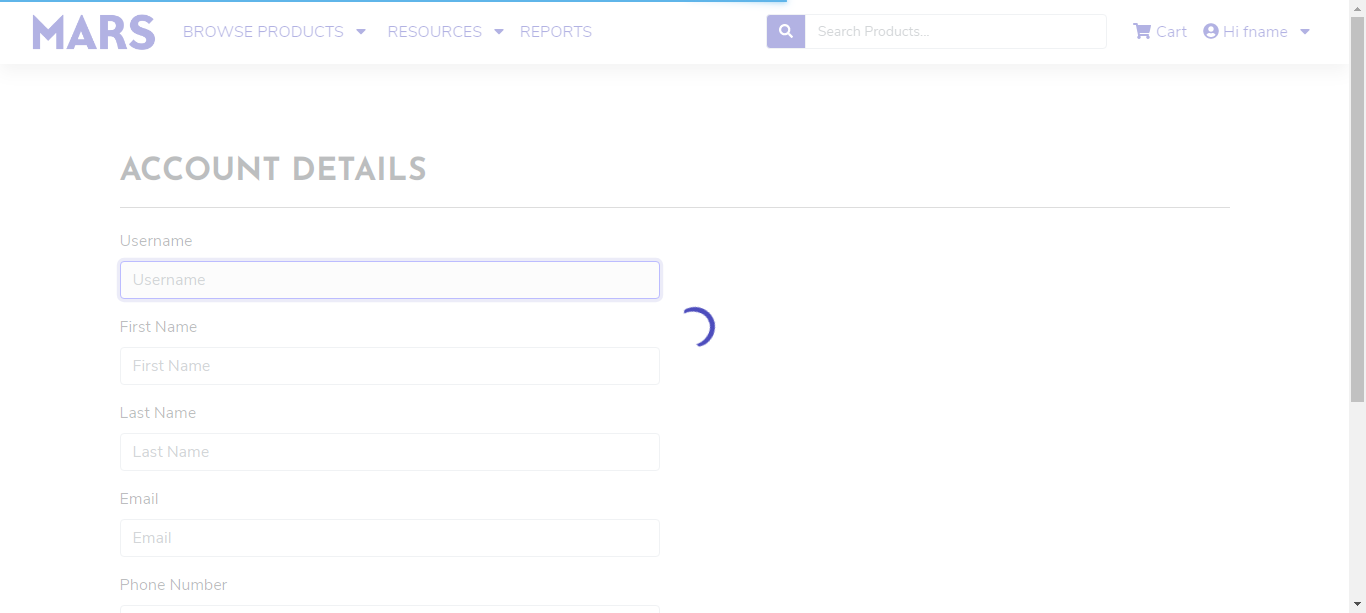 MARS BROWSE PRODUCTS RESOURCES REPORTS Search Products... Cart Hi fname
ACCOUNT DETAILS
Username
Username
First Name
First Name
Last Name
Last Name
Email
Email
Phone Number